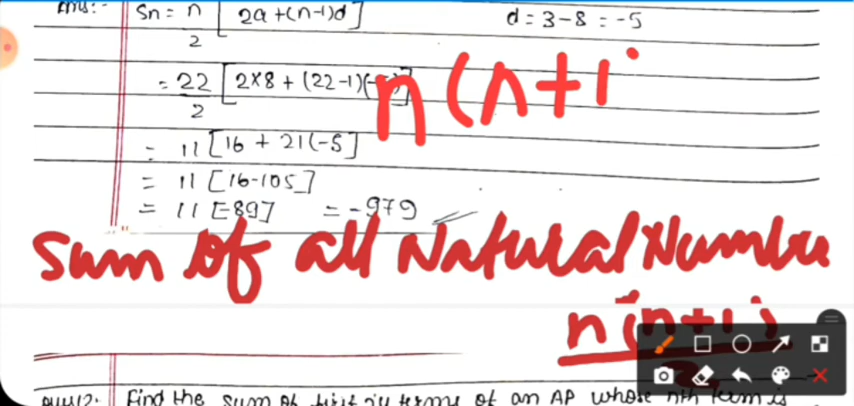 Ans:- Sn = n/2 [2a+(n-1)d] d = 3-8 = -5
= 22/2 [2×8 + (22-1)(-5)]
n(n+1
= 11 [16 + 21(-5]
= 11 [16-105]
= 11 [-89] = -979
Sum of all Natural Numbe
n(n+1)
Find the sum of first terms of an AP whose nth term is